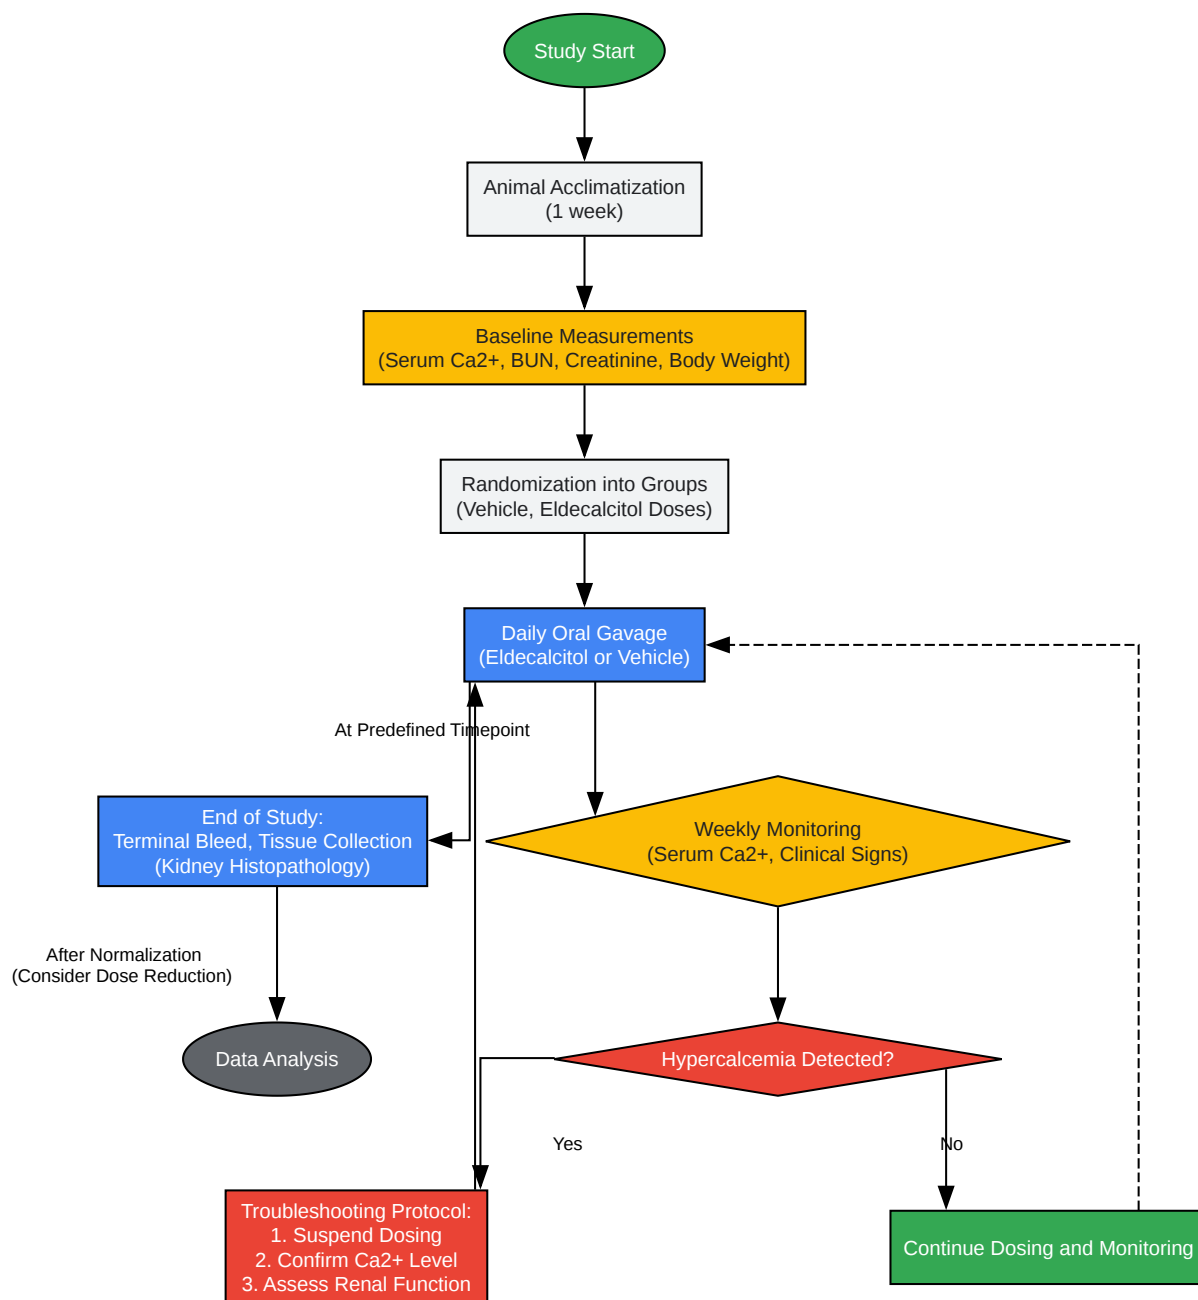 Study Start
Animal Acclimatization
(1 week)
Baseline Measurements
(Serum Ca2+, BUN, Creatinine, Body Weight)
Randomization into Groups
(Vehicle, Eldecalcitol Doses)
Daily Oral Gavage
(Eldecalcitol or Vehicle)
At Predefined Timepoint
End of Study:
Terminal Bleed, Tissue Collection
(Kidney Histopathology)
Weekly Monitoring
(Serum Ca2+, Clinical Signs)
After Normalization
(Consider Dose Reduction)
Data Analysis
Hypercalcemia Detected?
Yes
No
Troubleshooting Protocol:
1. Suspend Dosing
2. Confirm Ca2+ Level
3. Assess Renal Function
Continue Dosing and Monitoring